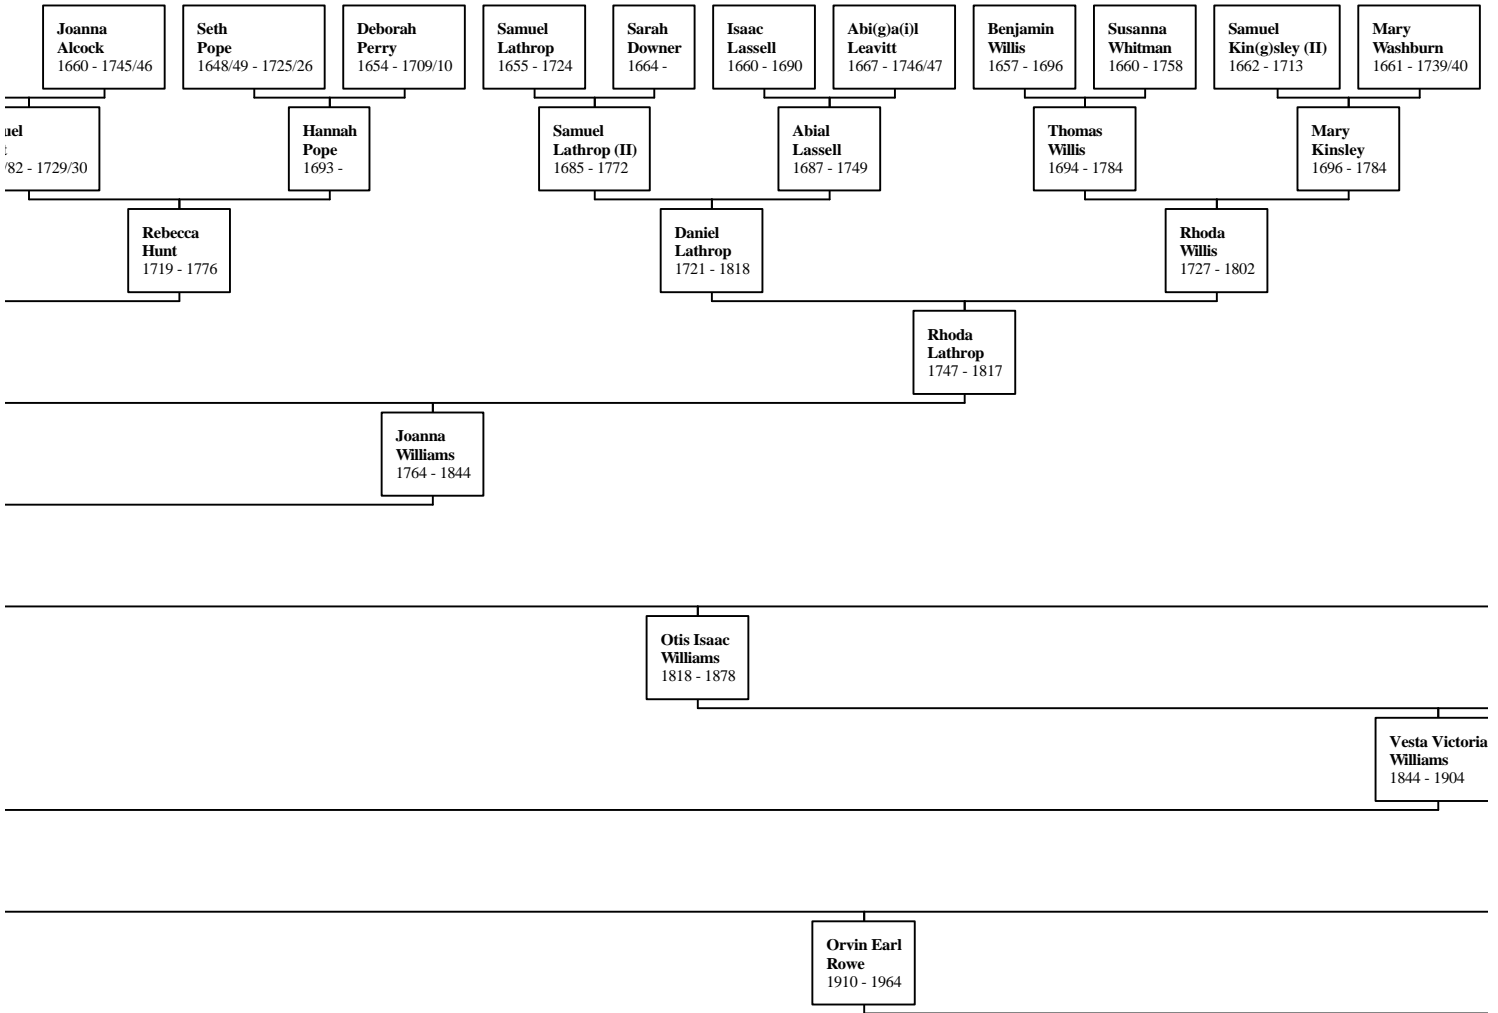 Joanna
Alcock
1660 - 1745/46
Seth
Pope
1648/49 - 1725/26
Deborah
Perry
1654 - 1709/10
Samuel
Lathrop
1655 - 1724
Sarah
Downer
1664 -
Isaac
Lassell
1660 - 1690
Abi(g)a(i)l
Leavitt
1667 - 1746/47
Benjamin
Willis
1657 - 1696
Susanna
Whitman
1660 - 1758
Samuel
Kin(g)sley (II)
1662 - 1713
Mary
Washburn
1661 - 1739/40
uel
t
/82 - 1729/30
Hannah
Pope
1693 -
Samuel
Lathrop (II)
1685 - 1772
Abial
Lassell
1687 - 1749
Thomas
Willis
1694 - 1784
Mary
Kinsley
1696 - 1784
Rebecca
Hunt
1719 - 1776
Daniel
Lathrop
1721 - 1818
Rhoda
Willis
1727 - 1802
Rhoda
Lathrop
1747 - 1817
Joanna
Williams
1764 - 1844
Otis Isaac
Williams
1818 - 1878
Vesta Victoria
Williams
1844 - 1904
Orvin Earl
Rowe
1910 - 1964